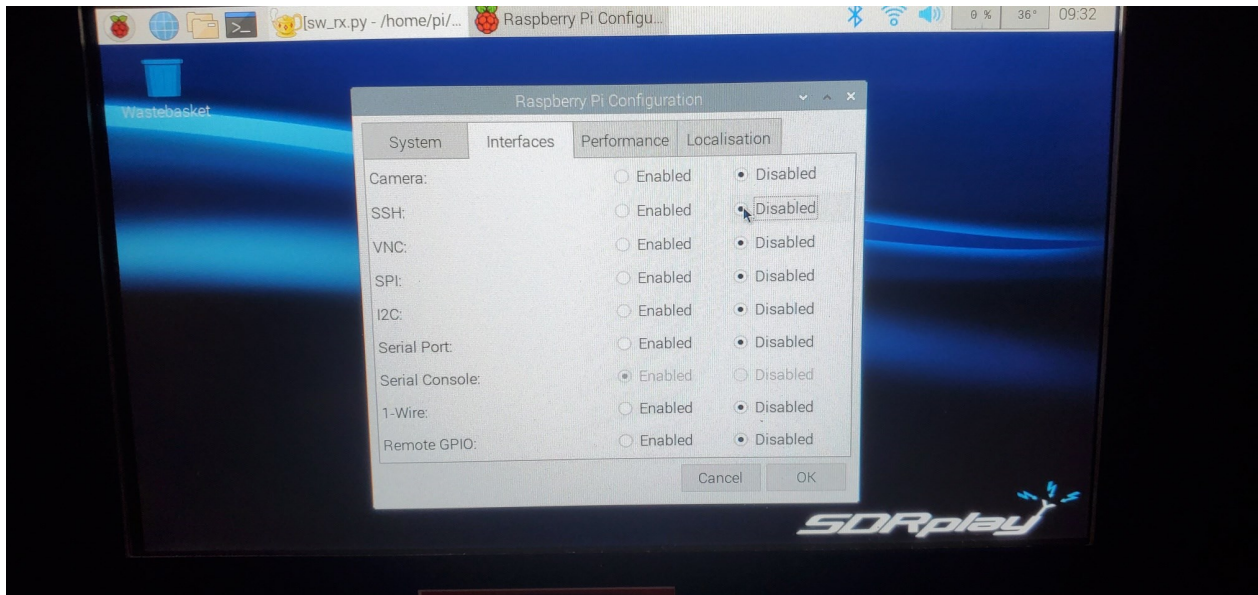 [sw_rx.py - /home/pi/... Raspberry Pi Configu... 0 % 36° 09:32
Wastebasket
Raspberry Pi Configuration
System Interfaces Performance Localisation
Camera: Enabled Disabled
SSH: Enabled Disabled
VNC: Enabled Disabled
SPI: Enabled Disabled
I2C: Enabled Disabled
Serial Port: Enabled Disabled
Serial Console: Enabled Disabled
1-Wire: Enabled Disabled
Remote GPIO: Enabled Disabled
Cancel OK
SDRplay